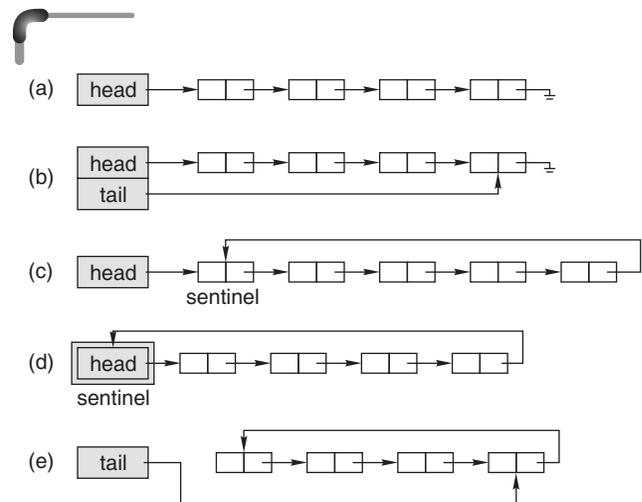 (a) head
(b) head
tail
(c) head
sentinel
(d) head
sentinel
(e) tail